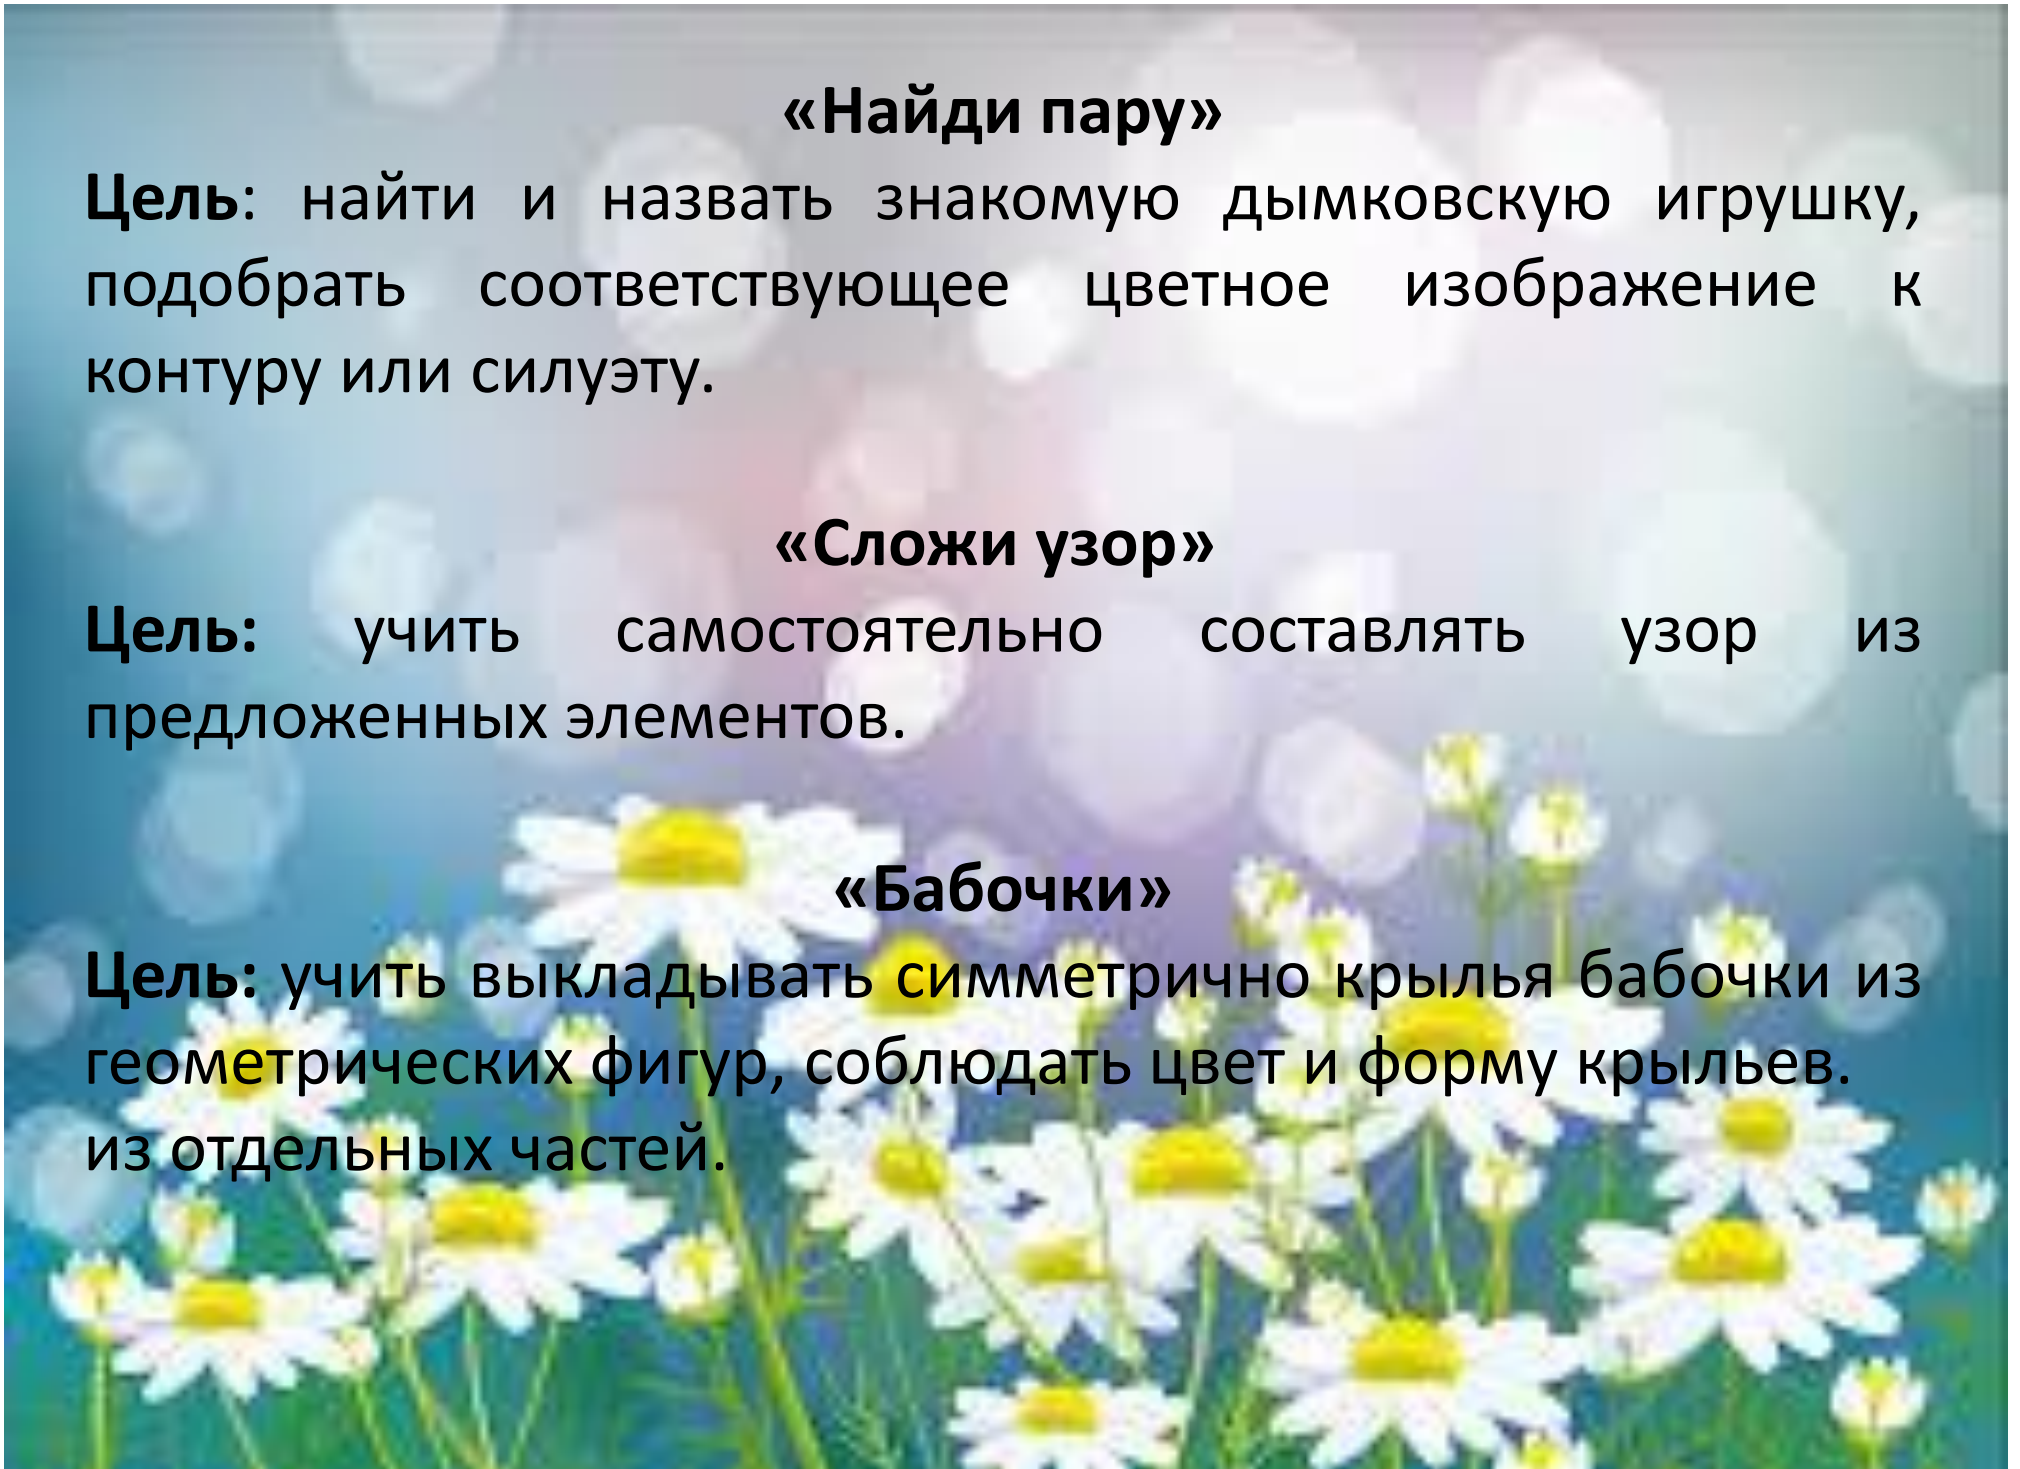 «Найди пару»
Цель: найти и назвать знакомую дымковскую игрушку,
подобрать соответствующее цветное изображение к
контуру или силуэту.
«Сложи узор»
Цель: учить самостоятельно составлять узор из
предложенных элементов.
«Бабочки»
Цель: учить выкладывать симметрично крылья бабочки из
геометрических фигур, соблюдать цвет и форму крыльев.
из отдельных частей.